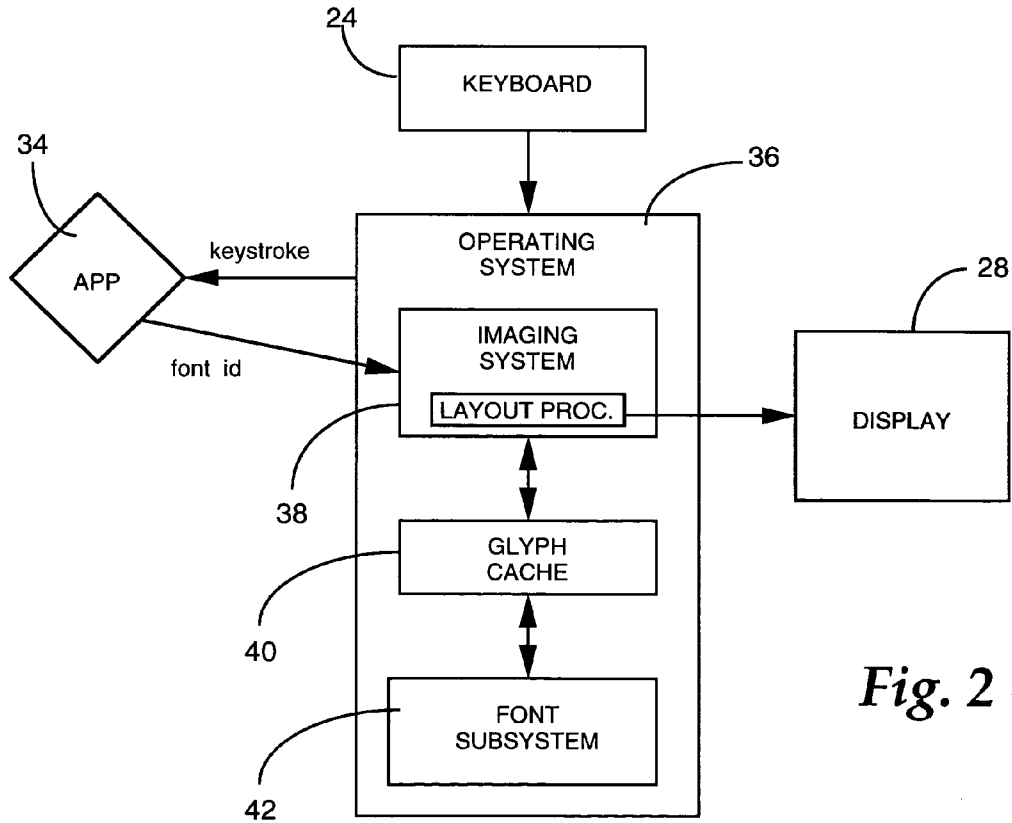 24
KEYBOARD
34
36
keystroke
OPERATING
SYSTEM
APP
28
IMAGING
SYSTEM
font id
LAYOUT PROC.
DISPLAY
38
GLYPH
CACHE
40
Fig. 2
FONT
SUBSYSTEM
42